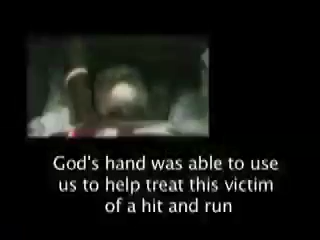 God's hand was able to use
us to help treat this victim
of a hit and run